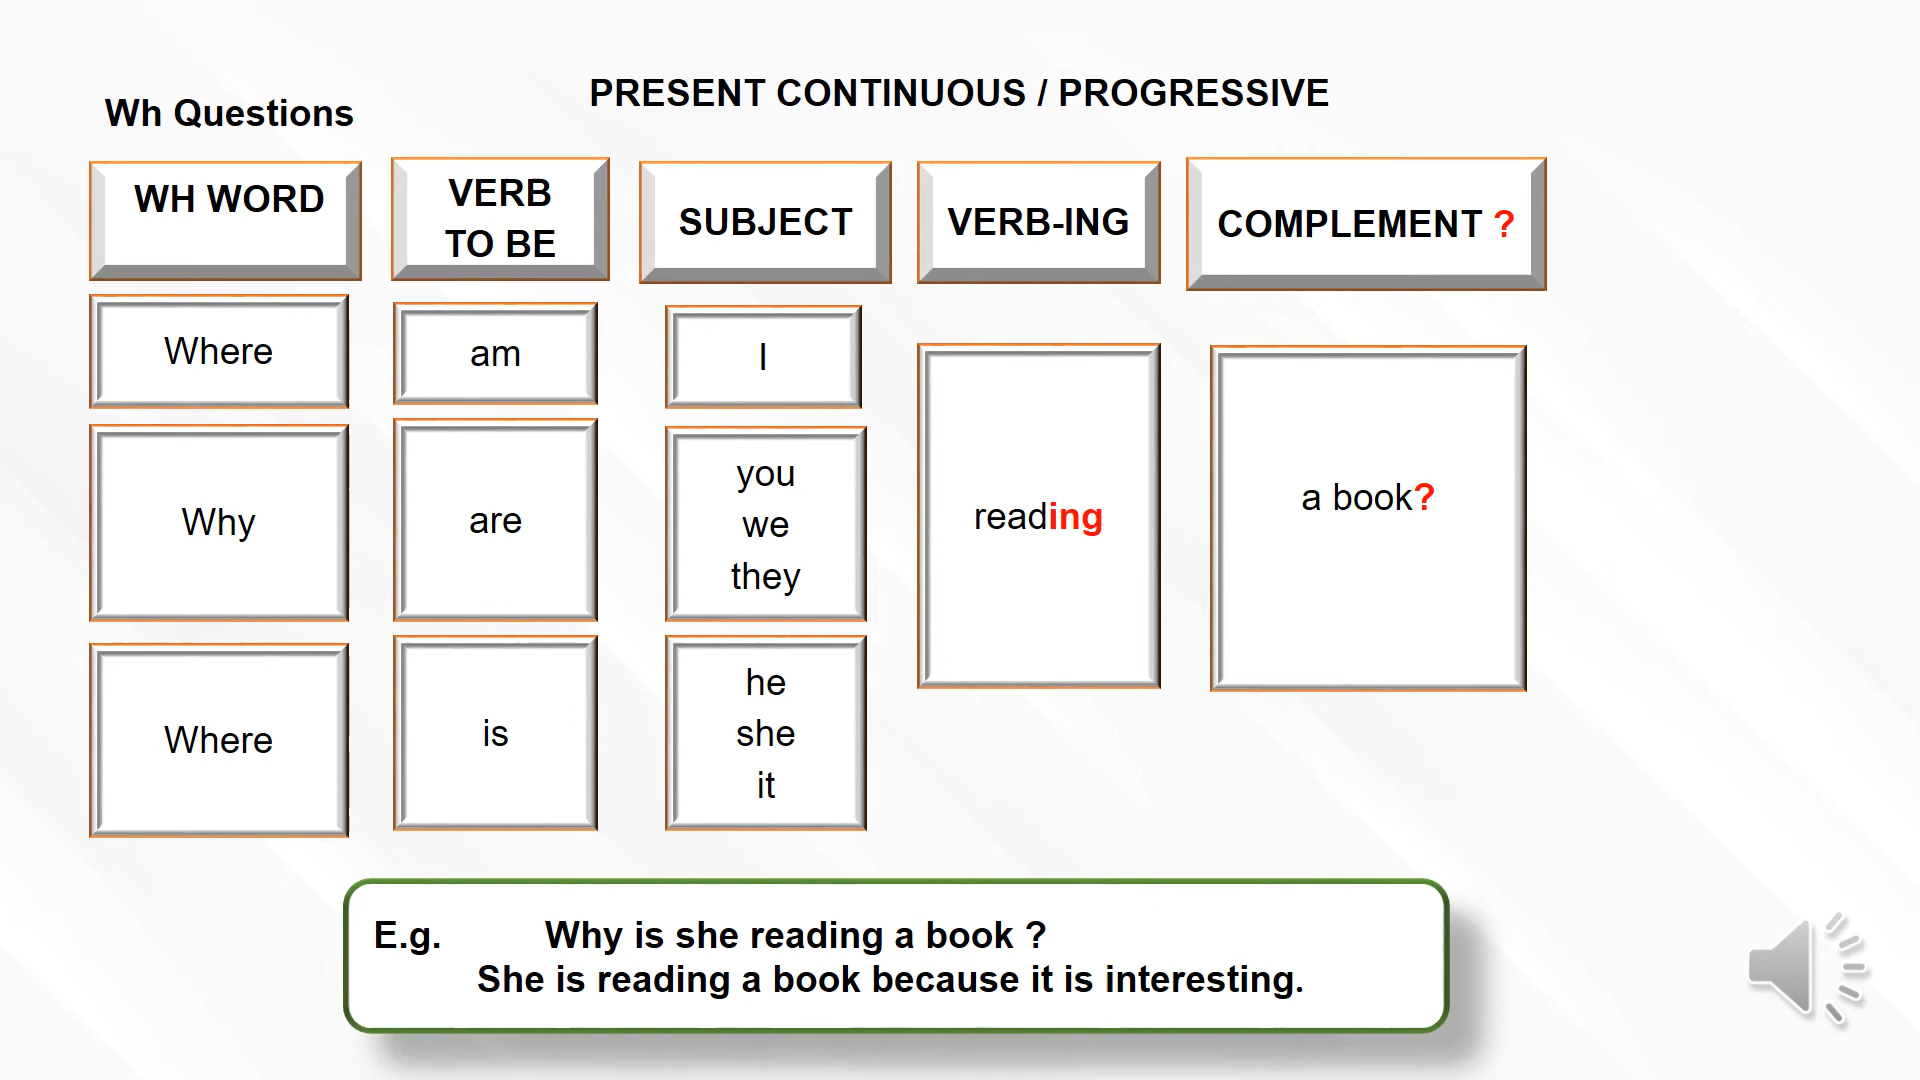 PRESENT CONTINUOUS / PROGRESSIVE
Wh Questions
WH WORD
VERB
TO BE
SUBJECT
VERB-ING
COMPLEMENT ?
Where
am
I
Why
are
you
we
they
reading
a book?
Where
is
he
she
it
E.g. Why is she reading a book ?
She is reading a book because it is interesting.